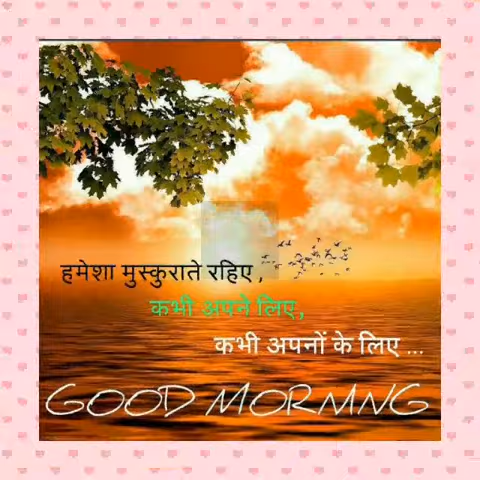 हमेशा मुस्कुराते रहिए ,
कभी अपने लिए,
कभी अपनों के लिए ...
GOOD MORNING